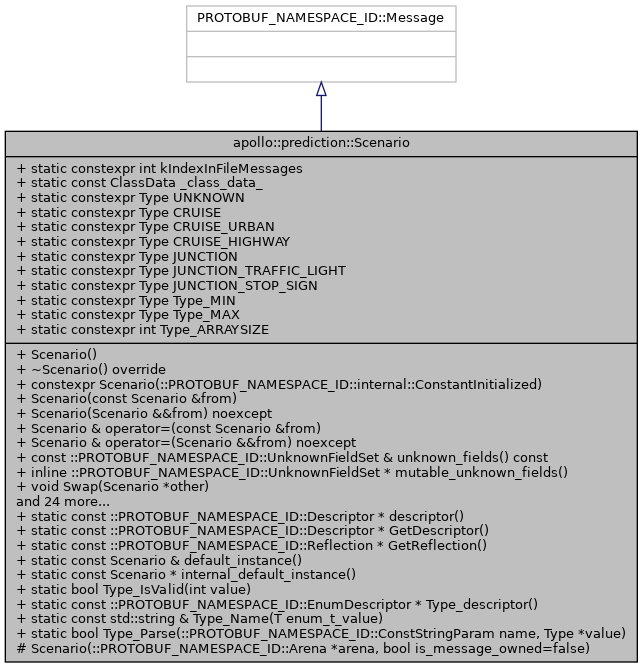 PROTOBUF_NAMESPACE_ID::Message
apollo::prediction::Scenario
+ static constexpr int kIndexInFileMessages
+ static const ClassData _class_data_
+ static constexpr Type UNKNOWN
+ static constexpr Type CRUISE
+ static constexpr Type CRUISE_URBAN
+ static constexpr Type CRUISE_HIGHWAY
+ static constexpr Type JUNCTION
+ static constexpr Type JUNCTION_TRAFFIC_LIGHT
+ static constexpr Type JUNCTION_STOP_SIGN
+ static constexpr Type Type_MIN
+ static constexpr Type Type_MAX
+ static constexpr int Type_ARRAYSIZE
+ Scenario()
+ ~Scenario() override
+ constexpr Scenario(::PROTOBUF_NAMESPACE_ID::internal::ConstantInitialized)
+ Scenario(const Scenario &from)
+ Scenario(Scenario &&from) noexcept
+ Scenario & operator=(const Scenario &from)
+ Scenario & operator=(Scenario &&from) noexcept
+ const ::PROTOBUF_NAMESPACE_ID::UnknownFieldSet & unknown_fields() const
+ inline ::PROTOBUF_NAMESPACE_ID::UnknownFieldSet * mutable_unknown_fields()
+ void Swap(Scenario *other)
and 24 more...
+ static const ::PROTOBUF_NAMESPACE_ID::Descriptor * descriptor()
+ static const ::PROTOBUF_NAMESPACE_ID::Descriptor * GetDescriptor()
+ static const ::PROTOBUF_NAMESPACE_ID::Reflection * GetReflection()
+ static const Scenario & default_instance()
+ static const Scenario * internal_default_instance()
+ static bool Type_IsValid(int value)
+ static const ::PROTOBUF_NAMESPACE_ID::EnumDescriptor * Type_descriptor()
+ static const std::string & Type_Name(T enum_t_value)
+ static bool Type_Parse(::PROTOBUF_NAMESPACE_ID::ConstStringParam name, Type *value)
# Scenario(::PROTOBUF_NAMESPACE_ID::Arena *arena, bool is_message_owned=false)